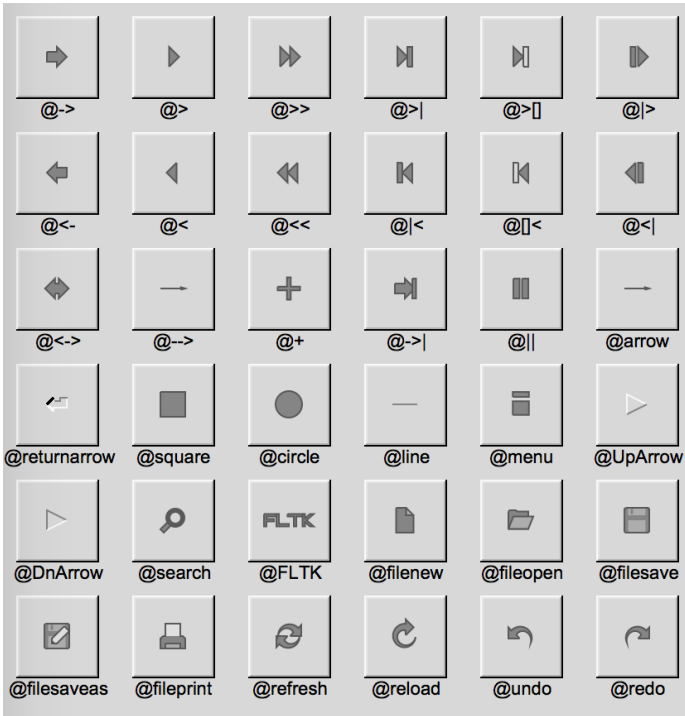 @-> @> @>> @>| @>[] @|>
@<- @< @<< @|< @[]< @<|
@<-> @--> @+ @->| @|| @arrow
@returnarrow @square @circle @line @menu @UpArrow
FLTK
@DnArrow @search @FLTK @filenew @fileopen @filesave
@filesaveas @fileprint @refresh @reload @undo @redo